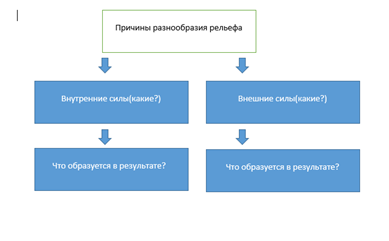 Причины разнообразия рельефа
Внутренние силы(какие?)
Внешние силы(какие?)
Что образуется в результате?
Что образуется в результате?